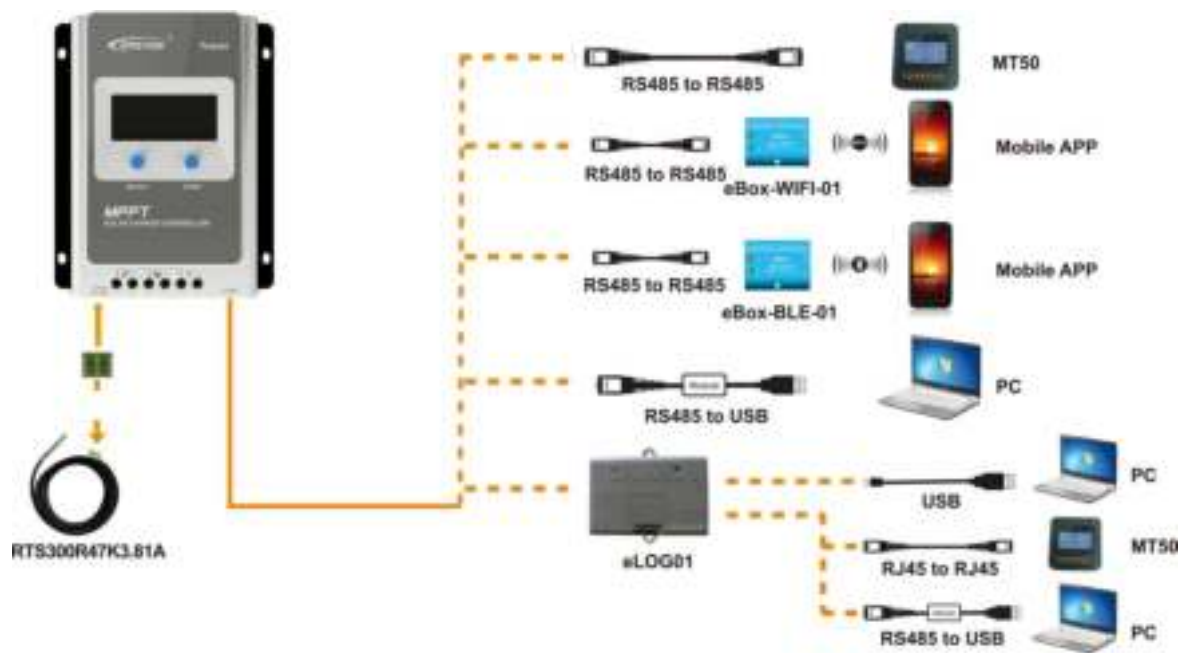 MPPT
RS485 to RS485
MT50
RS485 to RS485
eBox-WIFI-01
Mobile APP
RS485 to RS485
eBox-BLE-01
Mobile APP
RS485 to USB
PC
RTS300R47K3.81A
eLOG01
USB
PC
RJ45 to RJ45
MT50
RS485 to USB
PC